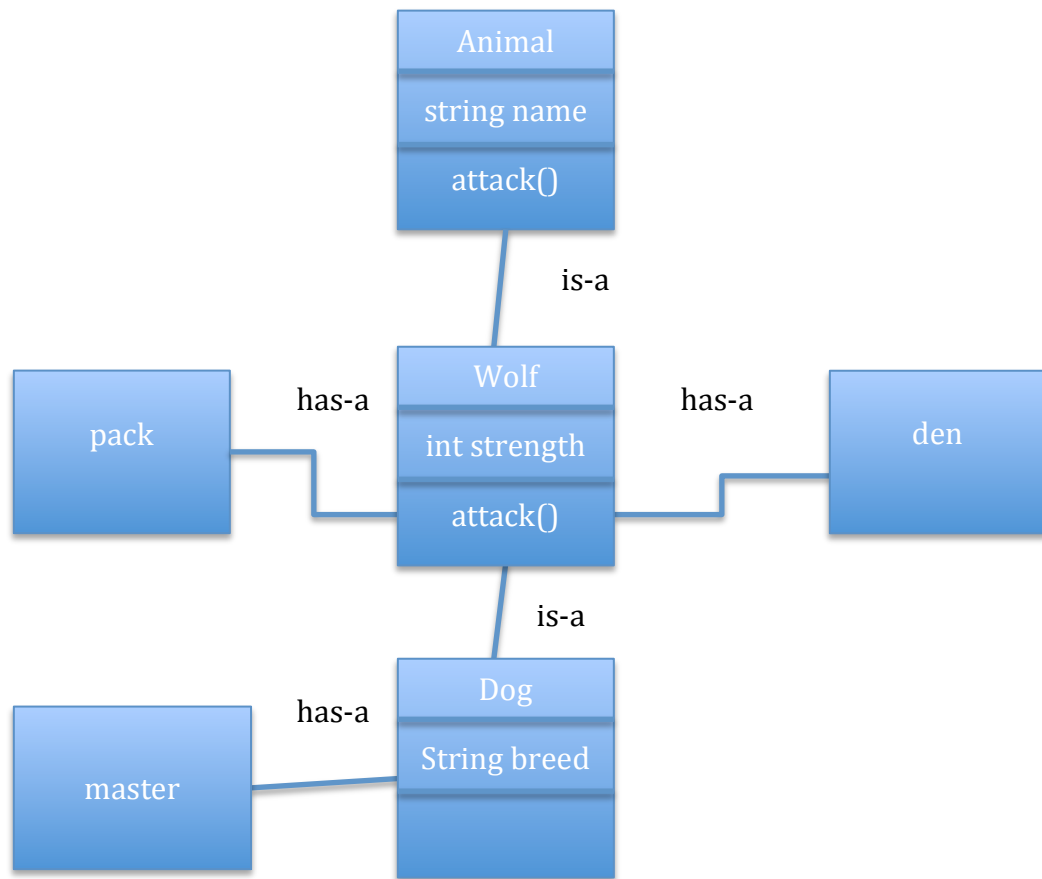 Animal
string name
attack()
is-a
pack
has-a
Wolf
int strength
attack()
has-a
den
is-a
master
has-a
Dog
String breed